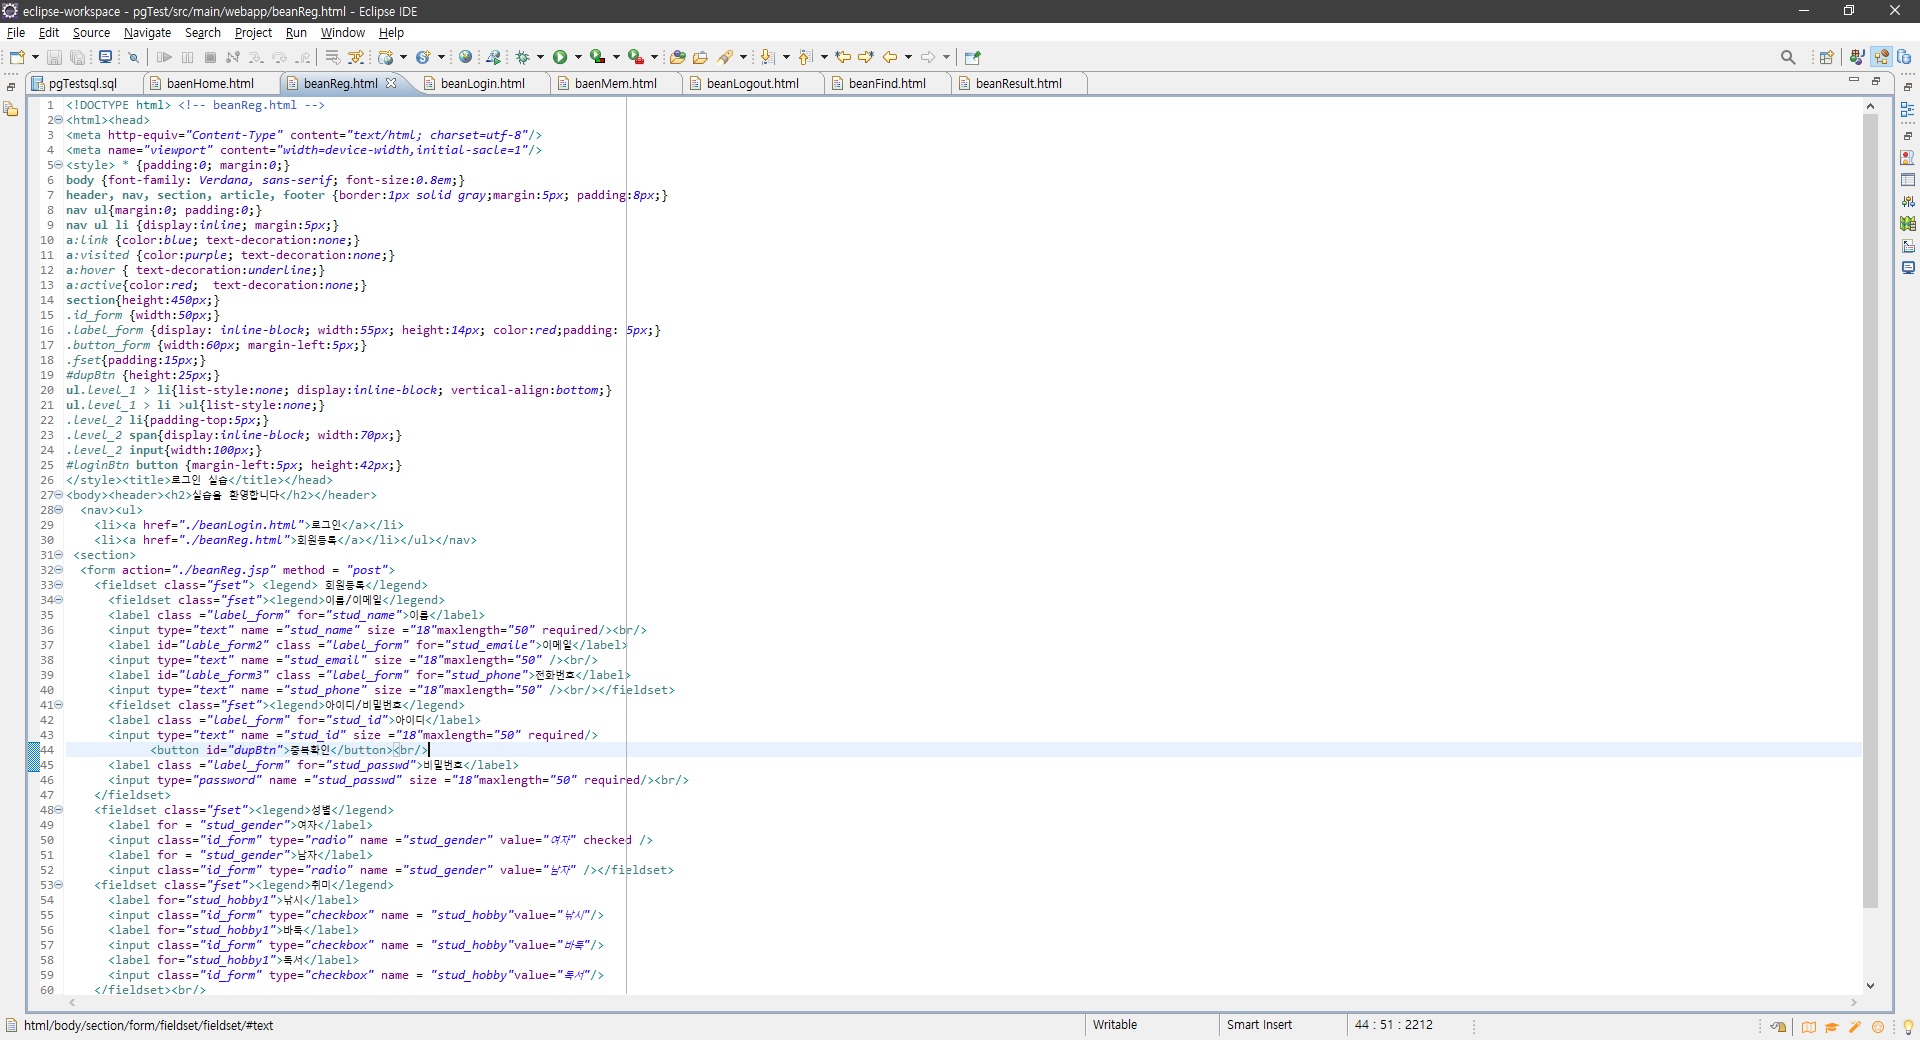 eclipse-workspace - pgTest/src/main/webapp/beanReg.html - Eclipse IDE
File Edit Source Navigate Search Project Run Window Help
pgTestsql.sql baenHome.html beanReg.html beanLogin.html baenMem.html beanLogout.html beanFind.html beanResult.html
1 <!DOCTYPE html> <!-- beanReg.html -->
2 <html><head>
3 <meta http-equiv="Content-Type" content="text/html; charset=utf-8"/>
4 <meta name="viewport" content="width=device-width,initial-sacle=1"/>
5 <style> * {padding:0; margin:0;}
6 body {font-family: Verdana, sans-serif; font-size:0.8em;}
7 header, nav, section, article, footer {border:1px solid gray;margin:5px; padding:8px;}
8 nav ul{margin:0; padding:0;}
9 nav ul li {display:inline; margin:5px;}
10 a:link {color:blue; text-decoration:none;}
11 a:visited {color:purple; text-decoration:none;}
12 a:hover { text-decoration:underline;}
13 a:active{color:red;  text-decoration:none;}
14 section{height:450px;}
15 .id_form {width:50px;}
16 .label_form {display: inline-block; width:55px; height:14px; color:red;padding: 5px;}
17 .button_form {width:60px; margin-left:5px;}
18 .fset{padding:15px;}
19 #dupBtn {height:25px;}
20 ul.level_1 > li{list-style:none; display:inline-block; vertical-align:bottom;}
21 ul.level_1 > li >ul{list-style:none;}
22 .level_2 li{padding-top:5px;}
23 .level_2 span{display:inline-block; width:70px;}
24 .level_2 input{width:100px;}
25 #loginBtn button {margin-left:5px; height:42px;}
26 </style><title>로그인 실습</title></head>
27 <body><header><h2>실습을 환영합니다</h2></header>
28 <nav><ul>
29 <li><a href="./beanLogin.html">로그인</a></li>
30 <li><a href="./beanReg.html">회원등록</a></li></ul></nav>
31 <section>
32 <form action="./beanReg.jsp" method = "post">
33 <fieldset class="fset"> <legend> 회원등록</legend>
34 <fieldset class="fset"><legend>이름/이메일</legend>
35 <label class ="label_form" for="stud_name">이름</label>
36 <input type="text" name ="stud_name" size ="18"maxlength="50" required/><br/>
37 <label id="lable_form2" class ="label_form" for="stud_emaile">이메일</label>
38 <input type="text" name ="stud_email" size ="18"maxlength="50" /><br/>
39 <label id="lable_form3" class ="label_form" for="stud_phone">전화번호</label>
40 <input type="text" name ="stud_phone" size ="18"maxlength="50" /><br/></fieldset>
41 <fieldset class="fset"><legend>아이디/비밀번호</legend>
42 <label class ="label_form" for="stud_id">아이디</label>
43 <input type="text" name ="stud_id" size ="18"maxlength="50" required/>
44 <button id="dupBtn">중복확인</button><br/>
45 <label class ="label_form" for="stud_passwd">비밀번호</label>
46 <input type="password" name ="stud_passwd" size ="18"maxlength="50" required/><br/>
47 </fieldset>
48 <fieldset class="fset"><legend>성별</legend>
49 <label for = "stud_gender">여자</label>
50 <input class="id_form" type="radio" name ="stud_gender" value="여자" checked />
51 <label for = "stud_gender">남자</label>
52 <input class="id_form" type="radio" name ="stud_gender" value="남자" /></fieldset>
53 <fieldset class="fset"><legend>취미</legend>
54 <label for="stud_hobby1">낚시</label>
55 <input class="id_form" type="checkbox" name = "stud_hobby"value="낚시"/>
56 <label for="stud_hobby1">바둑</label>
57 <input class="id_form" type="checkbox" name = "stud_hobby"value="바둑"/>
58 <label for="stud_hobby1">독서</label>
59 <input class="id_form" type="checkbox" name = "stud_hobby"value="독서"/>
60 </fieldset><br/>
html/body/section/form/fieldset/fieldset/#text Writable Smart Insert 44 : 51 : 2212